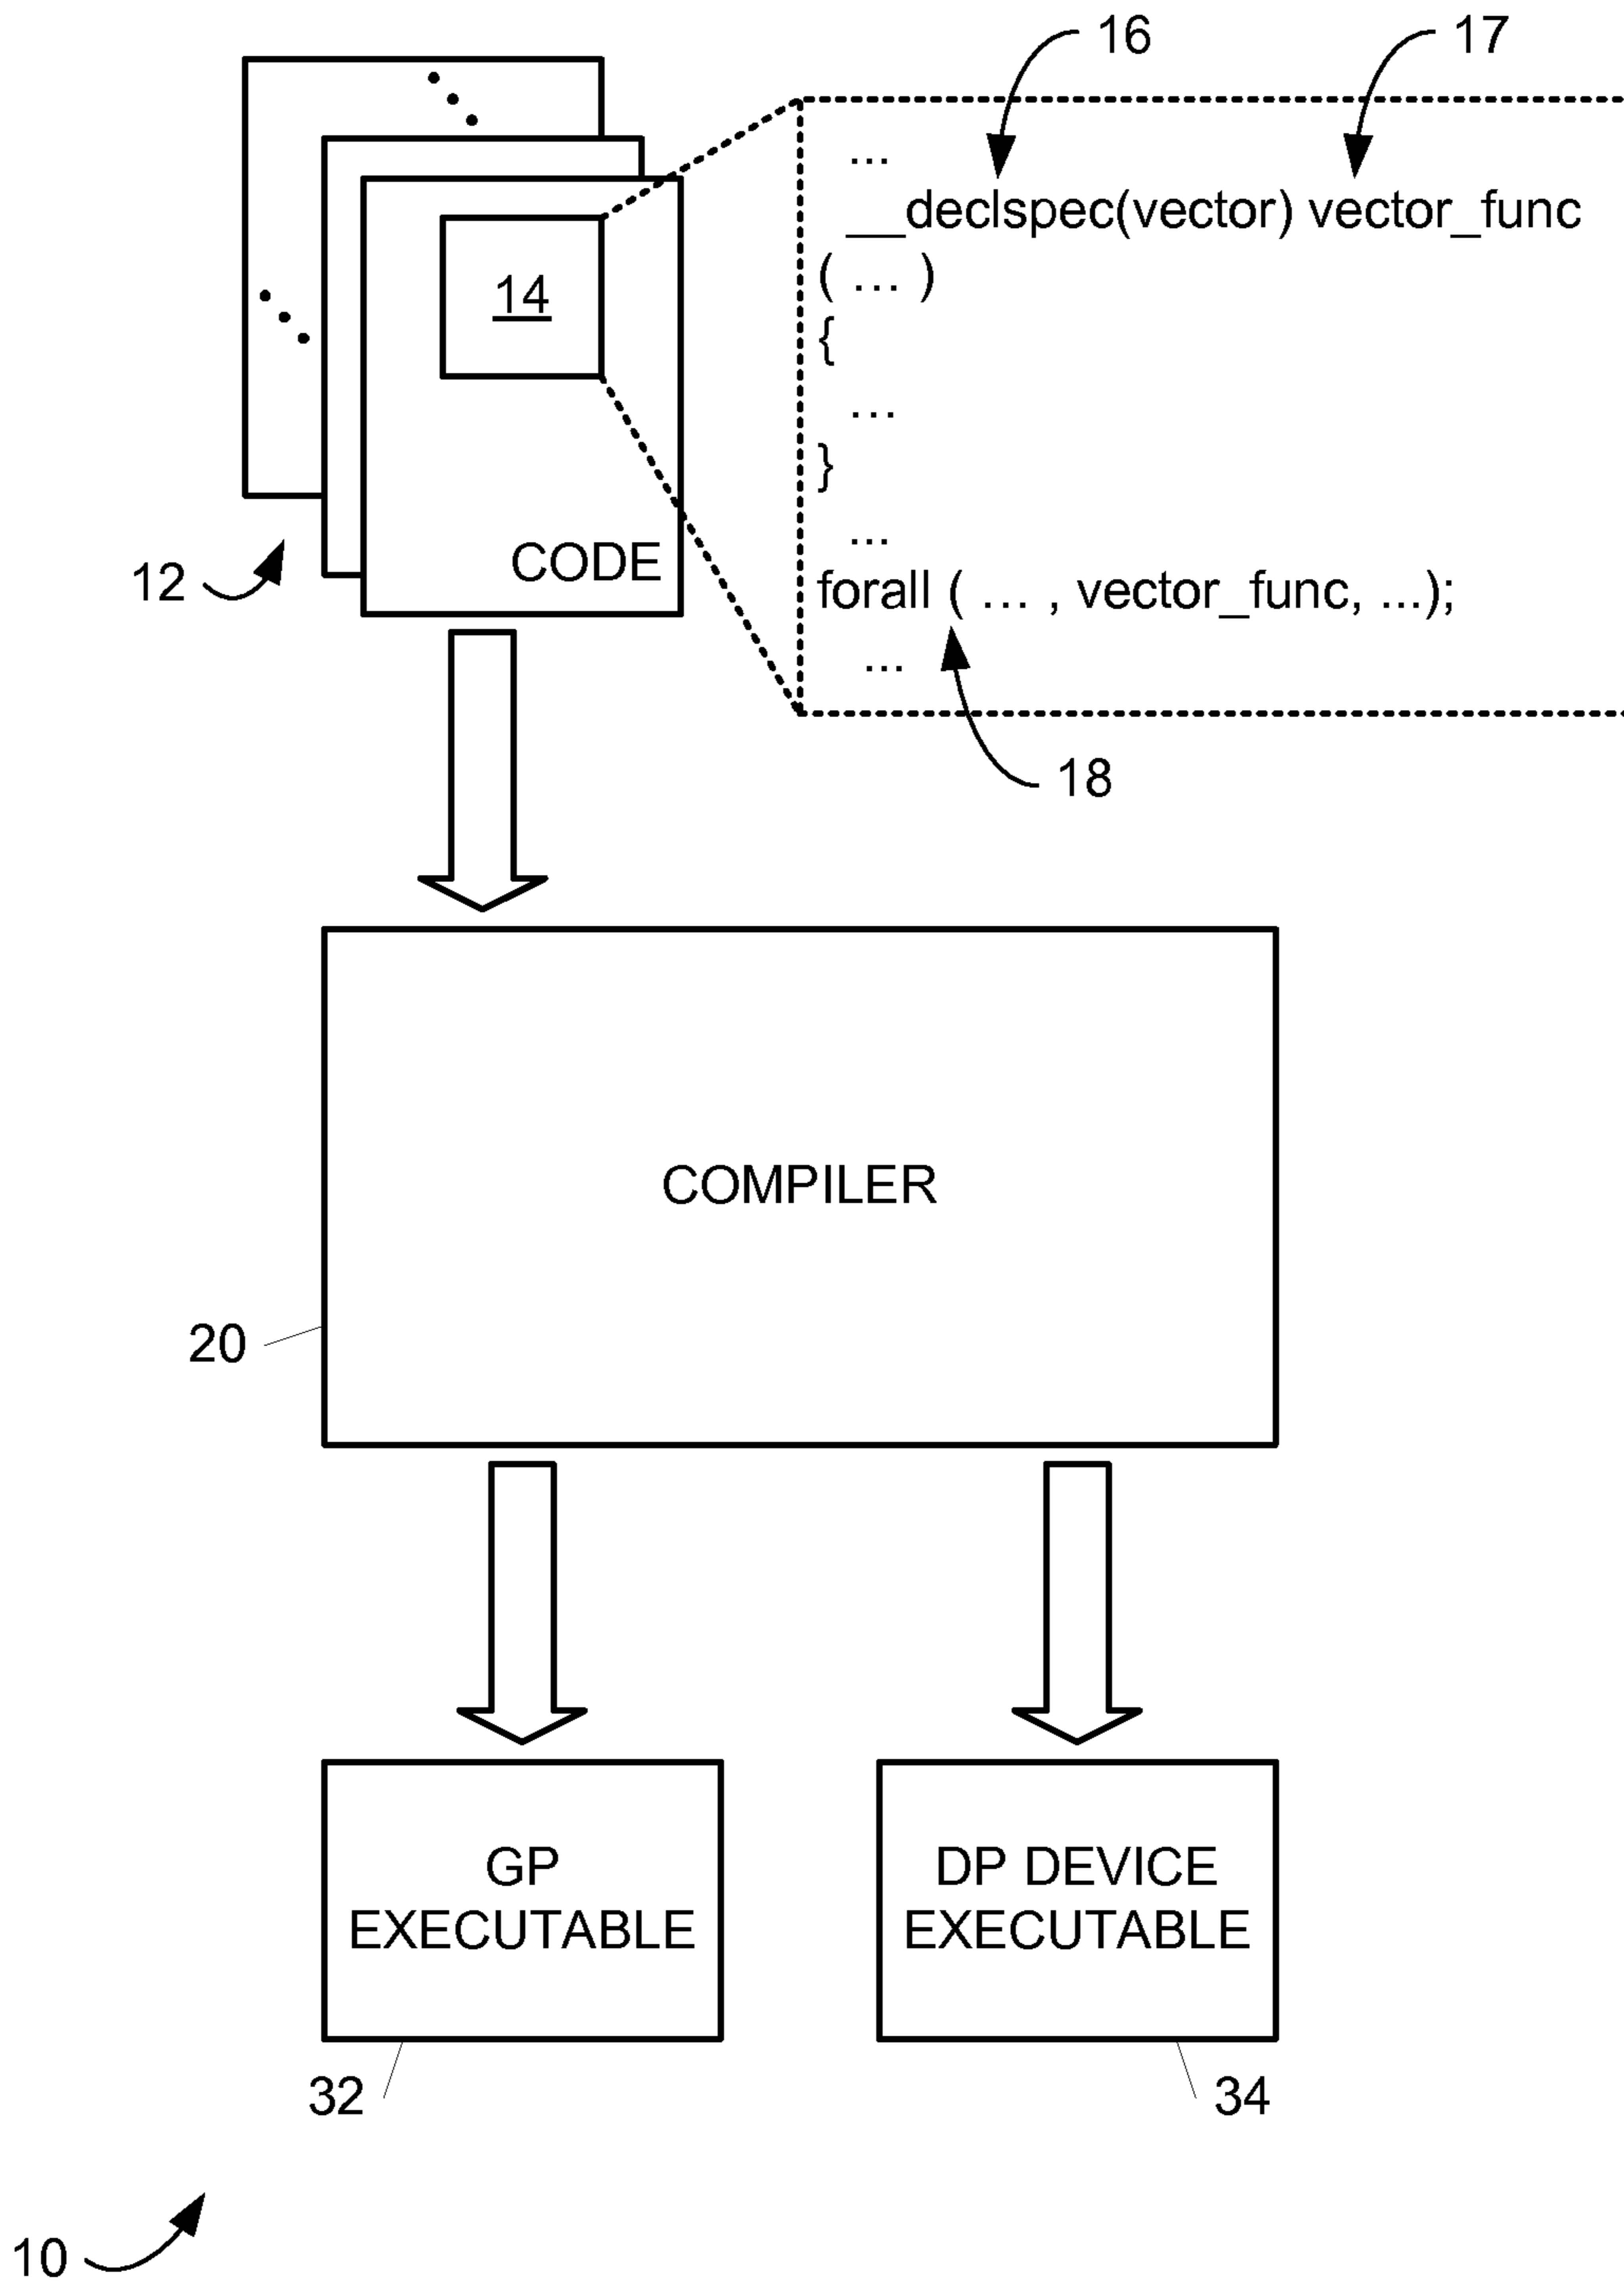 16
17
...
__declspec(vector) vector_func
( ... )
{
14
...
}
...
CODE
12
forall ( ... , vector_func, ...);
...
18
COMPILER
20
GP
EXECUTABLE
DP DEVICE
EXECUTABLE
32
34
10